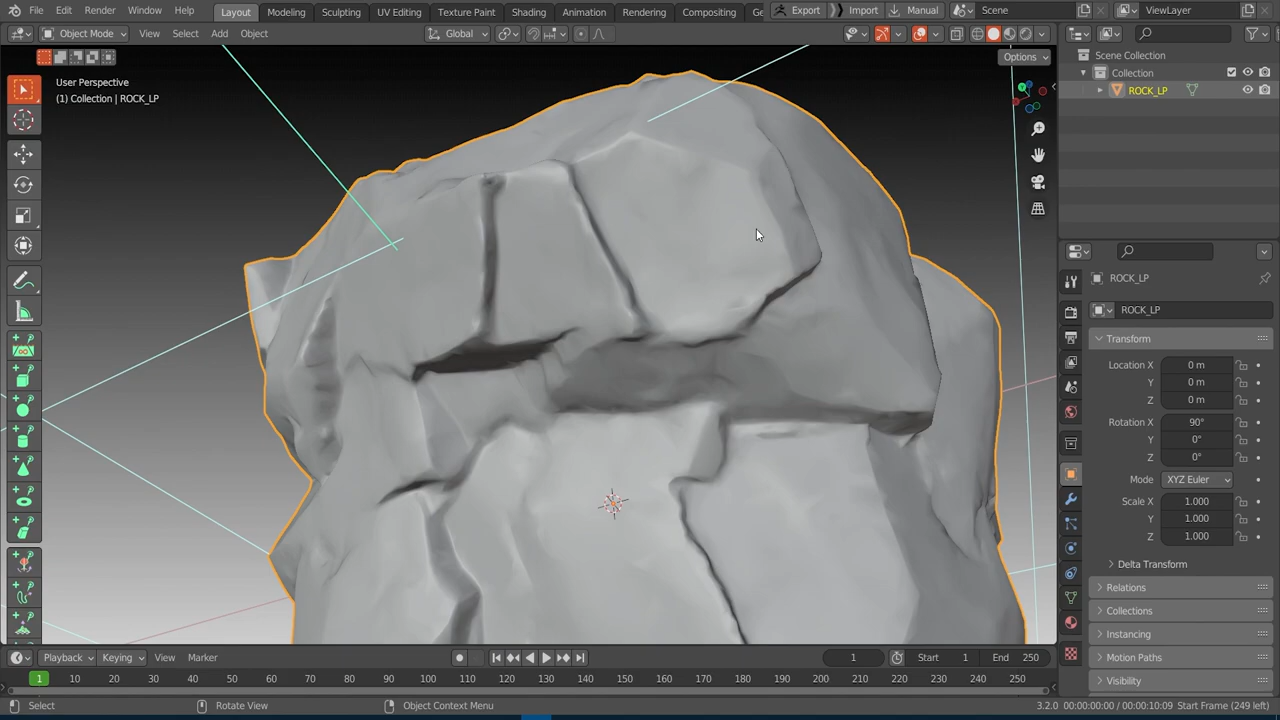 File Edit Render Window Help Layout Modeling Sculpting UV Editing Texture Paint Shading Animation Rendering Compositing Export Import Manual Scene ViewLayer
Object Mode View Select Add Object Global
Options
User Perspective
(1) Collection | ROCK_LP
Scene Collection
Collection
ROCK_LP
ROCK_LP
ROCK_LP
Transform
Location X 0 m
Y 0 m
Z 0 m
Rotation X 90°
Y 0°
Z 0°
Mode XYZ Euler
Scale X 1.000
Y 1.000
Z 1.000
Delta Transform
Relations
Collections
Instancing
Motion Paths
Visibility
Playback Keying View Marker 1 Start 1 End 250
1 10 20 30 40 50 60 70 80 90 100 110 120 130 140 150 160 170 180 190 200 210 220 230 240 250
Select Rotate View Object Context Menu 3.2.0 00:00:00:00 / 00:00:10:09 Start Frame (249 left)